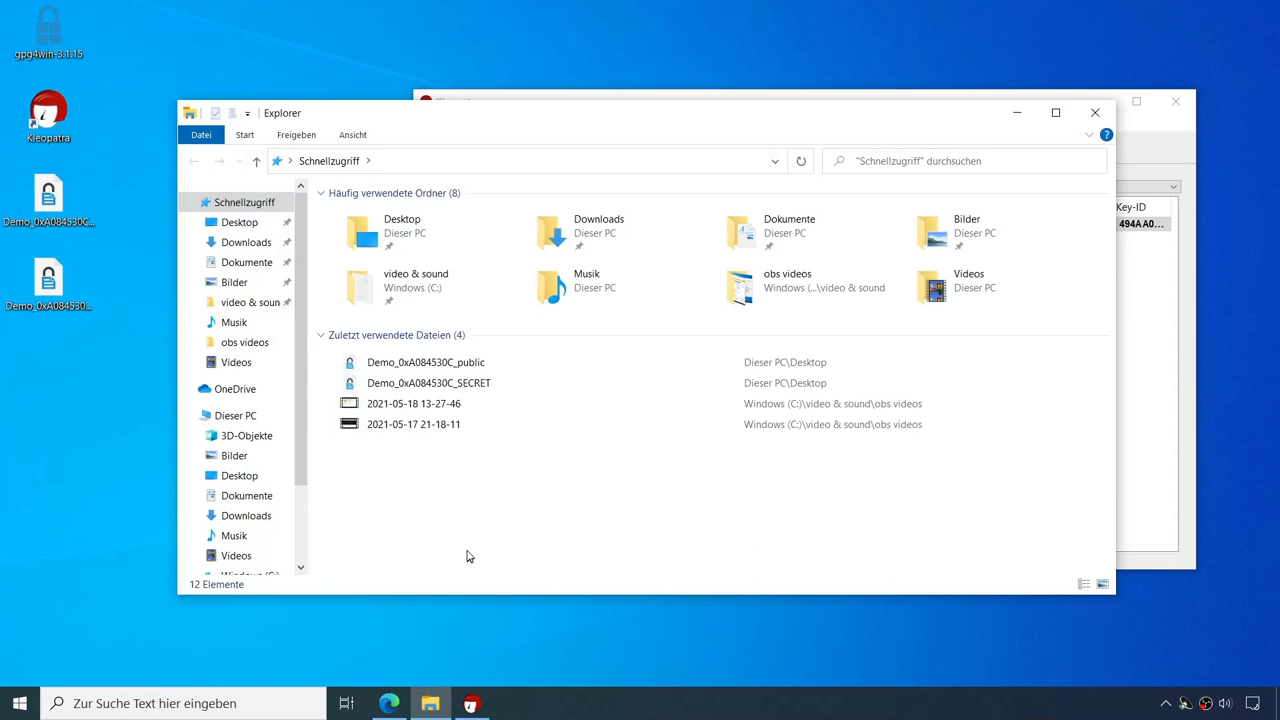 gpg4win-3.1.15
Kleopatra
Demo_0xA084530C...
Demo_0xA084530...
Explorer
Datei
Start
Freigeben
Ansicht
Schnellzugriff
"Schnellzugriff" durchsuchen
Key-ID
494AA0...
Schnellzugriff
Desktop
Downloads
Dokumente
Bilder
video & soun
Musik
obs videos
Videos
OneDrive
Dieser PC
3D-Objekte
Bilder
Desktop
Dokumente
Downloads
Musik
Videos
Häufig verwendete Ordner (8)
Desktop
Dieser PC
Downloads
Dieser PC
Dokumente
Dieser PC
Bilder
Dieser PC
video & sound
Windows (C:)
Musik
Dieser PC
obs videos
Windows (...\video & sound
Videos
Dieser PC
Zuletzt verwendete Dateien (4)
Demo_0xA084530C_public Dieser PC\Desktop
Demo_0xA084530C_SECRET Dieser PC\Desktop
2021-05-18 13-27-46 Windows (C:)\video & sound\obs videos
2021-05-17 21-18-11 Windows (C:)\video & sound\obs videos
12 Elemente
Zur Suche Text hier eingeben